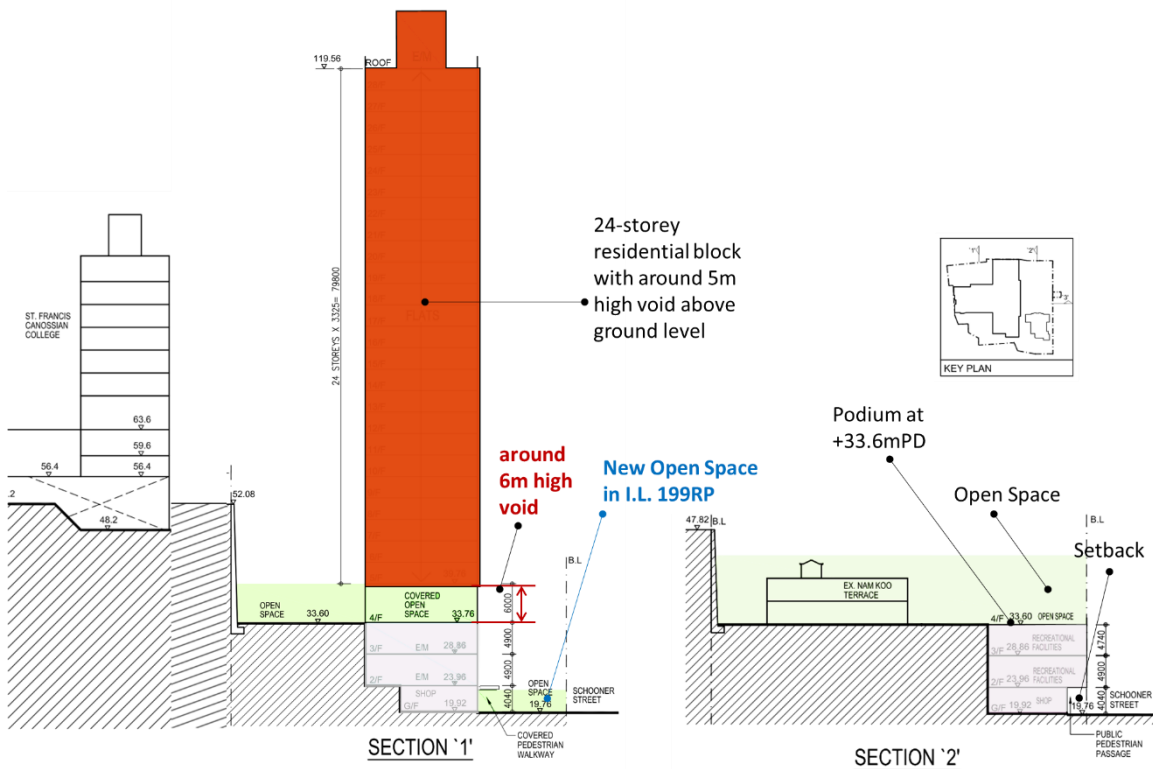 119.56
ROOF
E/M
24 STOREYS X 3325= 79800
FLATS
24-storey
residential block
with around 5m
high void above
ground level
ST. FRANCIS
CANOSSIAN
COLLEGE
63.6
59.6
56.4
56.4
.2
48.2
52.08
'1'
'2'
KEY PLAN
around
6m high
void
New Open Space
in I.L. 199RP
B.L
OPEN
SPACE
33.60
COVERED
OPEN
SPACE
4/F
33.76
6000
4900
4900
4040
3/F
E/M
28.86
2/F
E/M
23.96
SHOP
G/F
19.92
OPEN
SPACE
19.76
SCHOONER
STREET
COVERED
PEDESTRIAN
WALKWAY
SECTION `1'
Podium at
+33.6mPD
Open Space
Setback
47.82
B.L
B.L
EX. NAM KOO
TERRACE
4/F
33.60
OPEN SPACE
RECREATIONAL
FACILITIES
3/F
28.86
RECREATIONAL
FACILITIES
2/F
23.96
SHOP
G/F
19.92
4740
4900
4040
SCHOONER
STREET
19.76
PUBLIC
PEDESTRIAN
PASSAGE
SECTION `2'